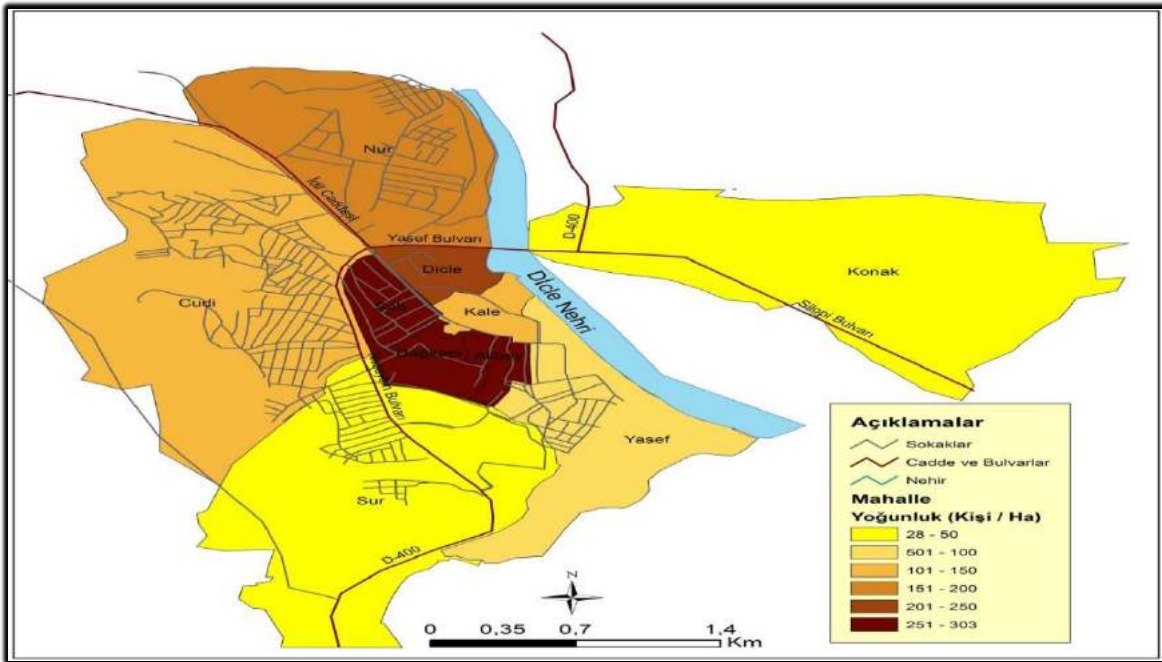 Nur
İdil Caddesi
Yasef Bulvarı
D-400
Konak
Dicle
Dicle Nehri
Silopi Bulvarı
Kale
Cudi
Dağkapı
Bulvarı
Yasef
Sur
D-400
N
0 0,35 0,7 1,4
Km
Açıklamalar
Sokaklar
Cadde ve Bulvarlar
Nehir
Mahalle
Yoğunluk (Kişi / Ha)
28 - 50
501 - 100
101 - 150
151 - 200
201 - 250
251 - 303